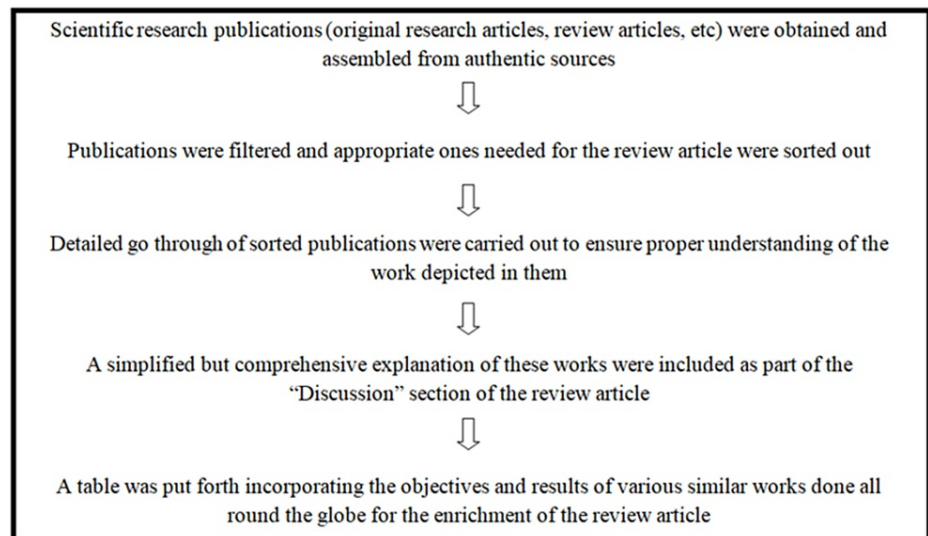 Scientific research publications (original research articles, review articles, etc) were obtained and
assembled from authentic sources
Publications were filtered and appropriate ones needed for the review article were sorted out
Detailed go through of sorted publications were carried out to ensure proper understanding of the
work depicted in them
A simplified but comprehensive explanation of these works were included as part of the
“Discussion” section of the review article
A table was put forth incorporating the objectives and results of various similar works done all
round the globe for the enrichment of the review article